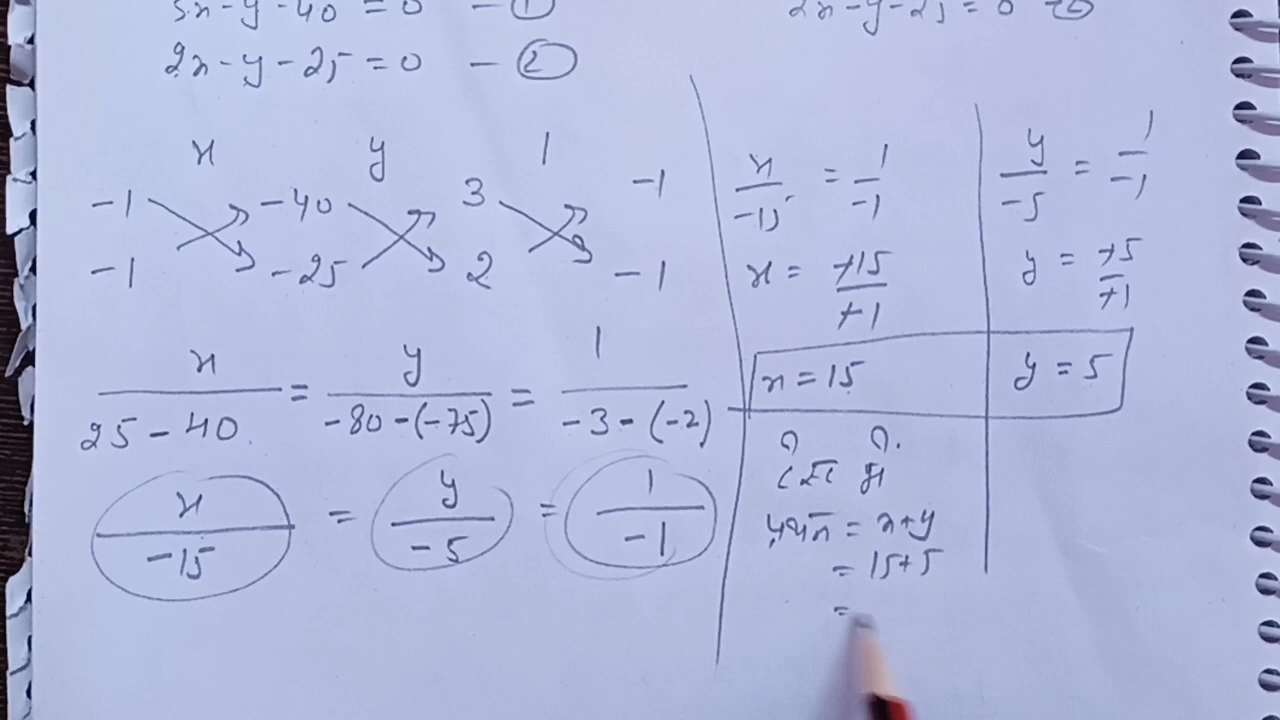 3x-y-40 = 0 - ①
2x-y-25 = 0 - ②
2x-y-25 = 0 - ②
x y 1
-1 -40 3 -1
-1 -25 2 -1
x/(25-40) = y/(-80-(-75)) = 1/(-3-(-2))
x/-15 = y/-5 = 1/-1
x/-15 = 1/-1
x = +15/+1
x = 15
y/-5 = 1/-1
y = +5/+1
y = 5
= x+y
= 15+5
=